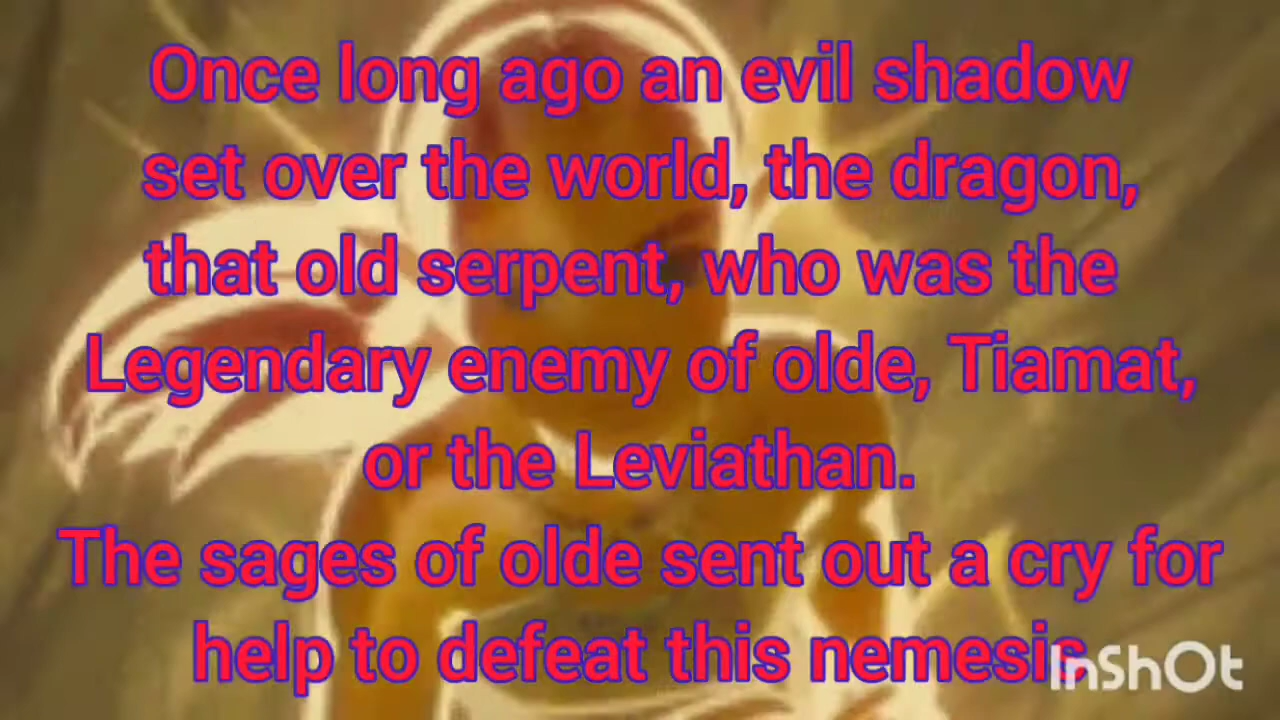 Once long ago an evil shadow
set over the world, the dragon,
that old serpent, who was the
Legendary enemy of olde, Tiamat,
or the Leviathan.
The sages of olde sent out a cry for
help to defeat this nemesis.
InShOt